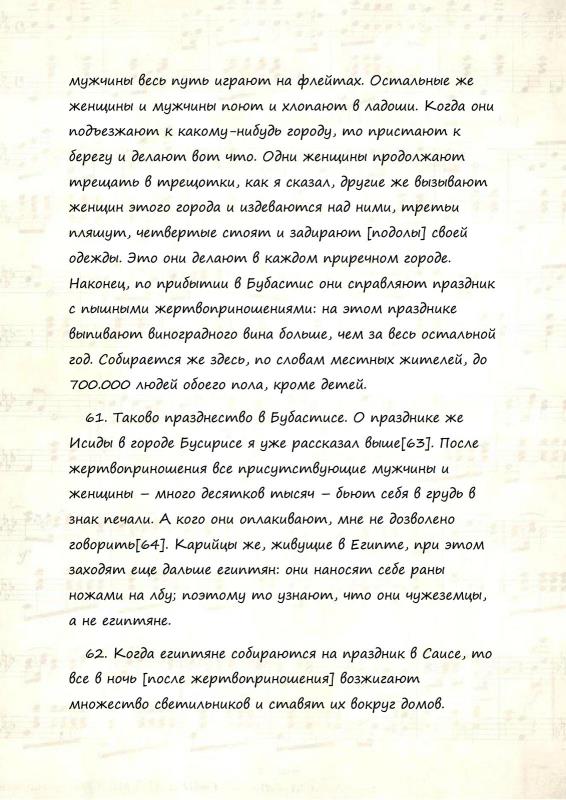 мужчины весь путь играют на флейтах. Остальные же
женщины и мужчины поют и хлопают в ладоши. Когда они
подъезжают к какому-нибудь городу, то пристают к
берегу и делают вот что. Одни женщины продолжают
трещать в трещотки, как я сказал, другие же вызывают
женщин этого города и издеваются над ними, третьи
пляшут, четвертые стоят и задирают [подолы] своей
одежды. Это они делают в каждом приречном городе.
Наконец, по прибытии в Бубастис они справляют праздник
с пышными жертвоприношениями: на этом празднике
выпивают виноградного вина больше, чем за весь остальной
год. Собирается же здесь, по словам местных жителей, до
700.000 людей обоего пола, кроме детей.
61. Таково празднество в Бубастисе. О празднике же
Исиды в городе Бусирисе я уже рассказал выше[63]. После
жертвоприношения все присутствующие мужчины и
женщины – много десятков тысяч – бьют себя в грудь в
знак печали. А кого они оплакивают, мне не дозволено
говорить[64]. Карийцы же, живущие в Египте, при этом
заходят еще дальше египтян: они наносят себе раны
ножами на лбу; поэтому то узнают, что они чужеземцы,
а не египтяне.
62. Когда египтяне собираются на праздник в Саисе, то
все в ночь [после жертвоприношения] возжигают
множество светильников и ставят их вокруг домов.